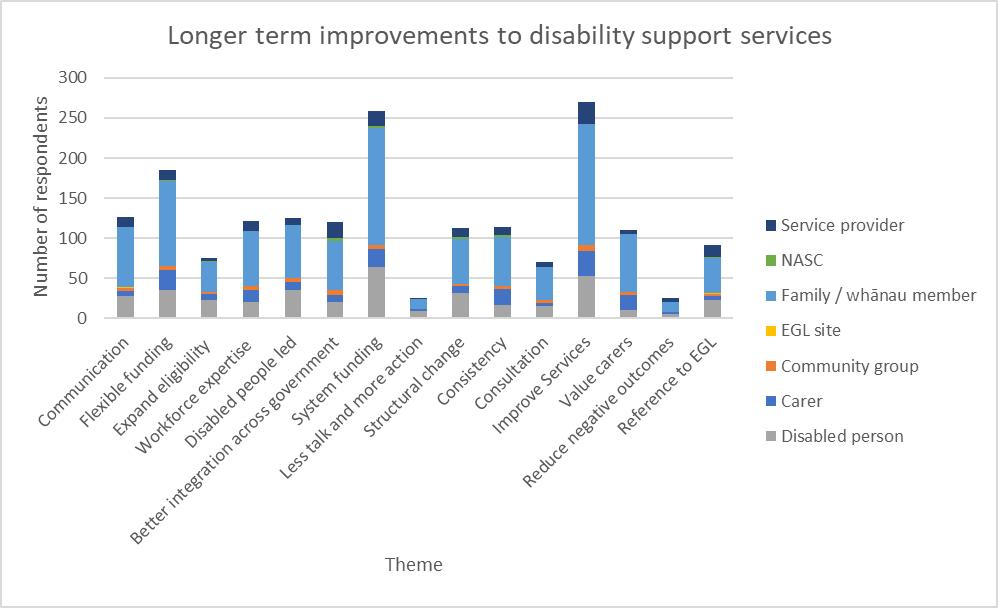 Longer term improvements to disability support services
Number of respondents
300
250
200
150
100
50
0
Communication
Flexible funding
Expand eligibility
Workforce expertise
Disabled people led
Better integration across government
System funding
Less talk and more action
Structural change
Consistency
Consultation
Improve Services
Value carers
Reduce negative outcomes
Reference to EGL
Theme
Service provider
NASC
Family / whānau member
EGL site
Community group
Carer
Disabled person